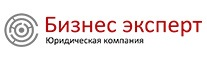 Бизнес эксперт
Юридическая компания